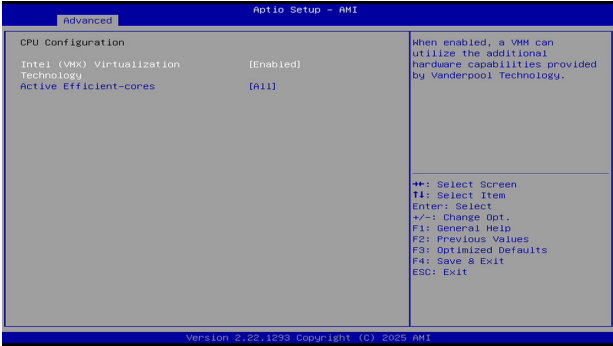 Aptio Setup - AMI
Advanced
CPU Configuration
Intel (VMX) Virtualization [Enabled]
Technology
Active Efficient-cores [All]
When enabled, a VMM can
utilize the additional
hardware capabilities provided
by Vanderpool Technology.
→←: Select Screen
↑↓: Select Item
Enter: Select
+/-: Change Opt.
F1: General Help
F2: Previous Values
F3: Optimized Defaults
F4: Save & Exit
ESC: Exit
Version 2.22.1293 Copyright (C) 2025 AMI